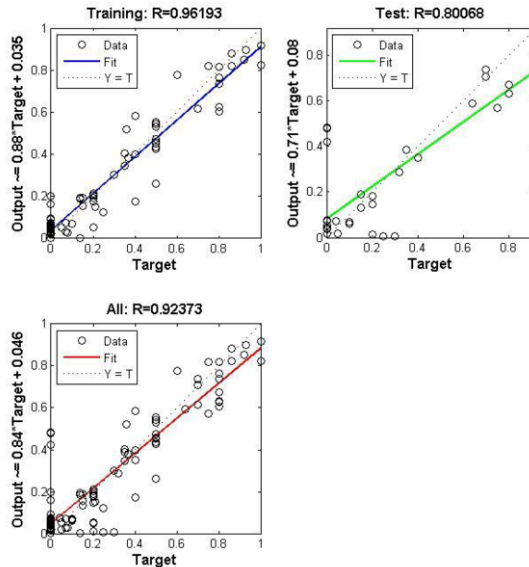 Training: R=0.96193
Output ~= 0.88*Target + 0.035
1
0.8
0.6
0.4
0.2
0
Data
Fit
Y = T
0 0.2 0.4 0.6 0.8 1
Target
Test: R=0.80068
Output ~= 0.71*Target + 0.08
0.8
0.6
0.4
0.2
0
Data
Fit
Y = T
0 0.2 0.4 0.6 0.8
Target
All: R=0.92373
Output ~= 0.84*Target + 0.046
1
0.8
0.6
0.4
0.2
0
Data
Fit
Y = T
0 0.2 0.4 0.6 0.8 1
Target